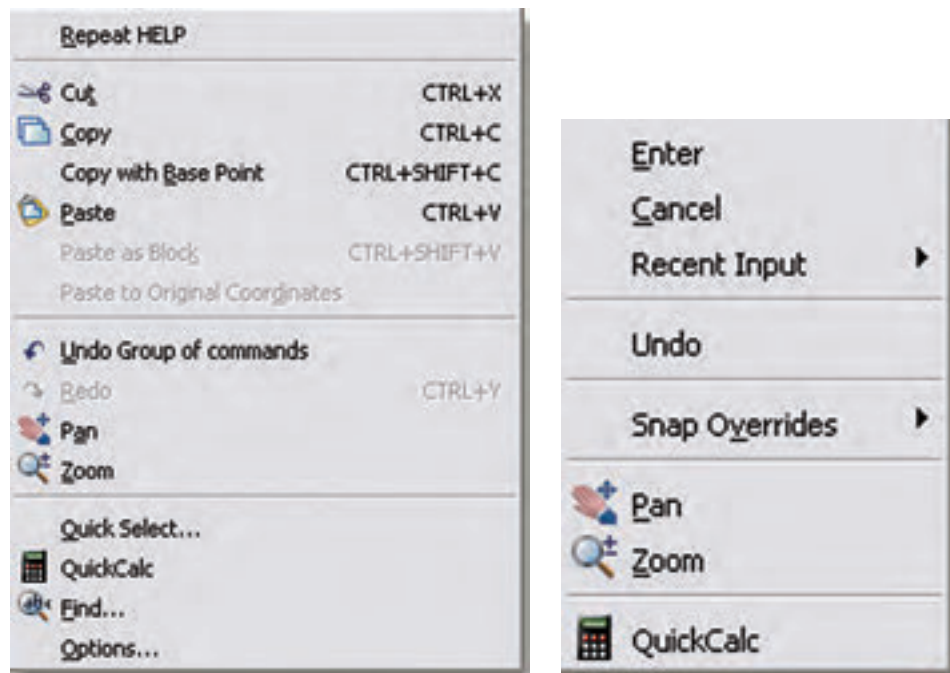 Repeat HELP
Cut CTRL+X
Copy CTRL+C
Copy with Base Point CTRL+SHIFT+C
Paste CTRL+V
Paste as Block CTRL+SHIFT+V
Paste to Original Coordinates
Undo Group of commands
Redo CTRL+Y
Pan
Zoom
Quick Select...
QuickCalc
Find...
Options...
Enter
Cancel
Recent Input
Undo
Snap Overrides
Pan
Zoom
QuickCalc